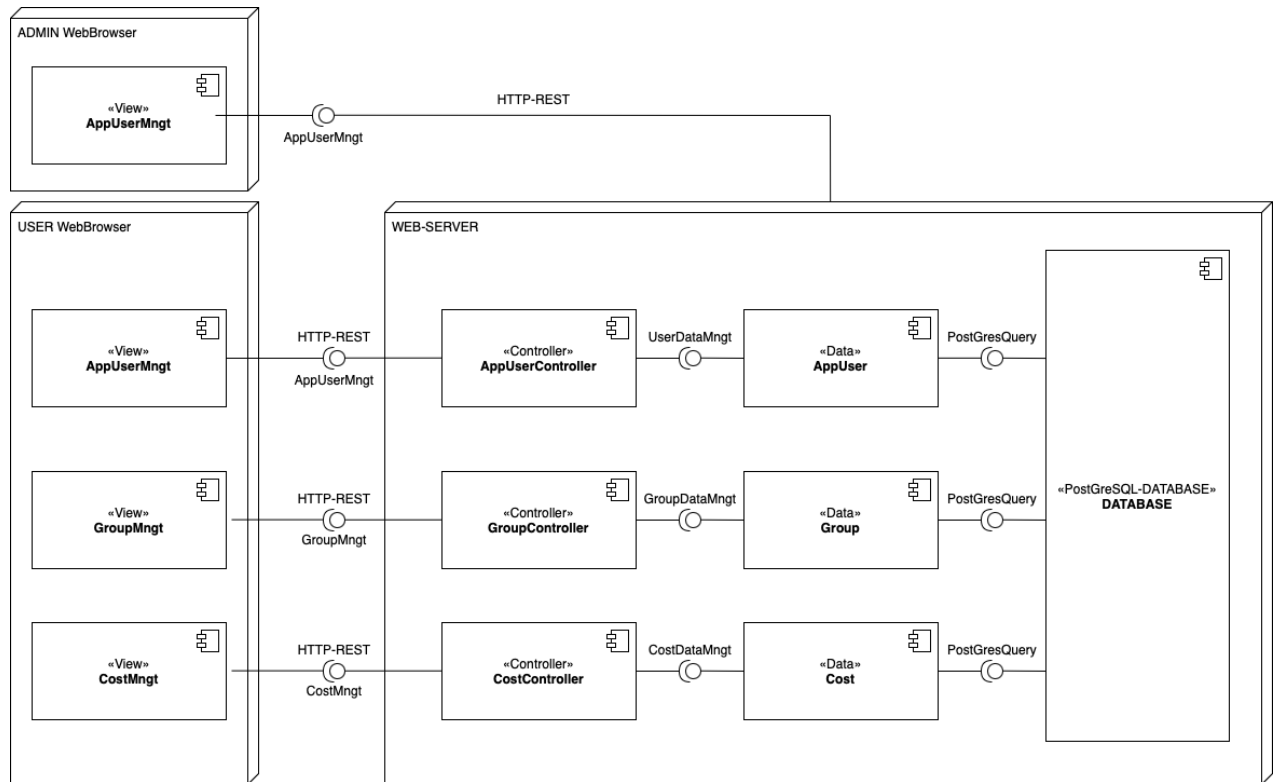 ADMIN WebBrowser
«View»
AppUserMngt
HTTP-REST
AppUserMngt
USER WebBrowser
WEB-SERVER
«View»
AppUserMngt
HTTP-REST
AppUserMngt
«Controller»
AppUserController
UserDataMngt
«Data»
AppUser
PostGresQuery
«View»
GroupMngt
HTTP-REST
GroupMngt
«Controller»
GroupController
GroupDataMngt
«Data»
Group
PostGresQuery
«PostGreSQL-DATABASE»
DATABASE
«View»
CostMngt
HTTP-REST
CostMngt
«Controller»
CostController
CostDataMngt
«Data»
Cost
PostGresQuery